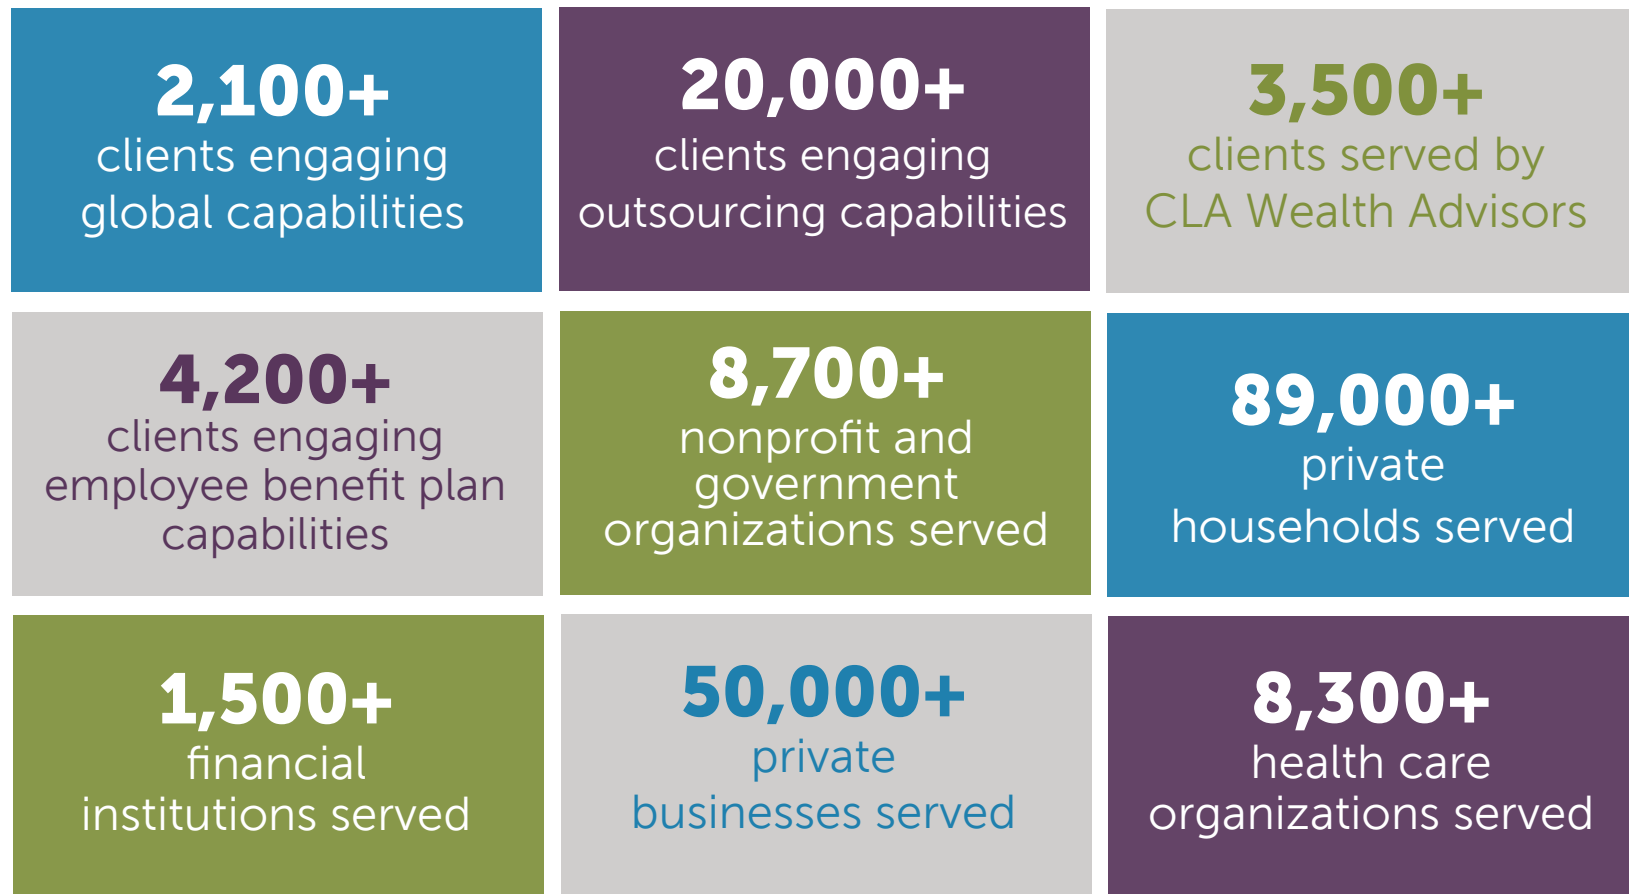 2,100+
clients engaging
global capabilities
20,000+
clients engaging
outsourcing capabilities
3,500+
clients served by
CLA Wealth Advisors
4,200+
clients engaging
employee benefit plan
capabilities
8,700+
nonprofit and
government
organizations served
89,000+
private
households served
1,500+
financial
institutions served
50,000+
private
businesses served
8,300+
health care
organizations served